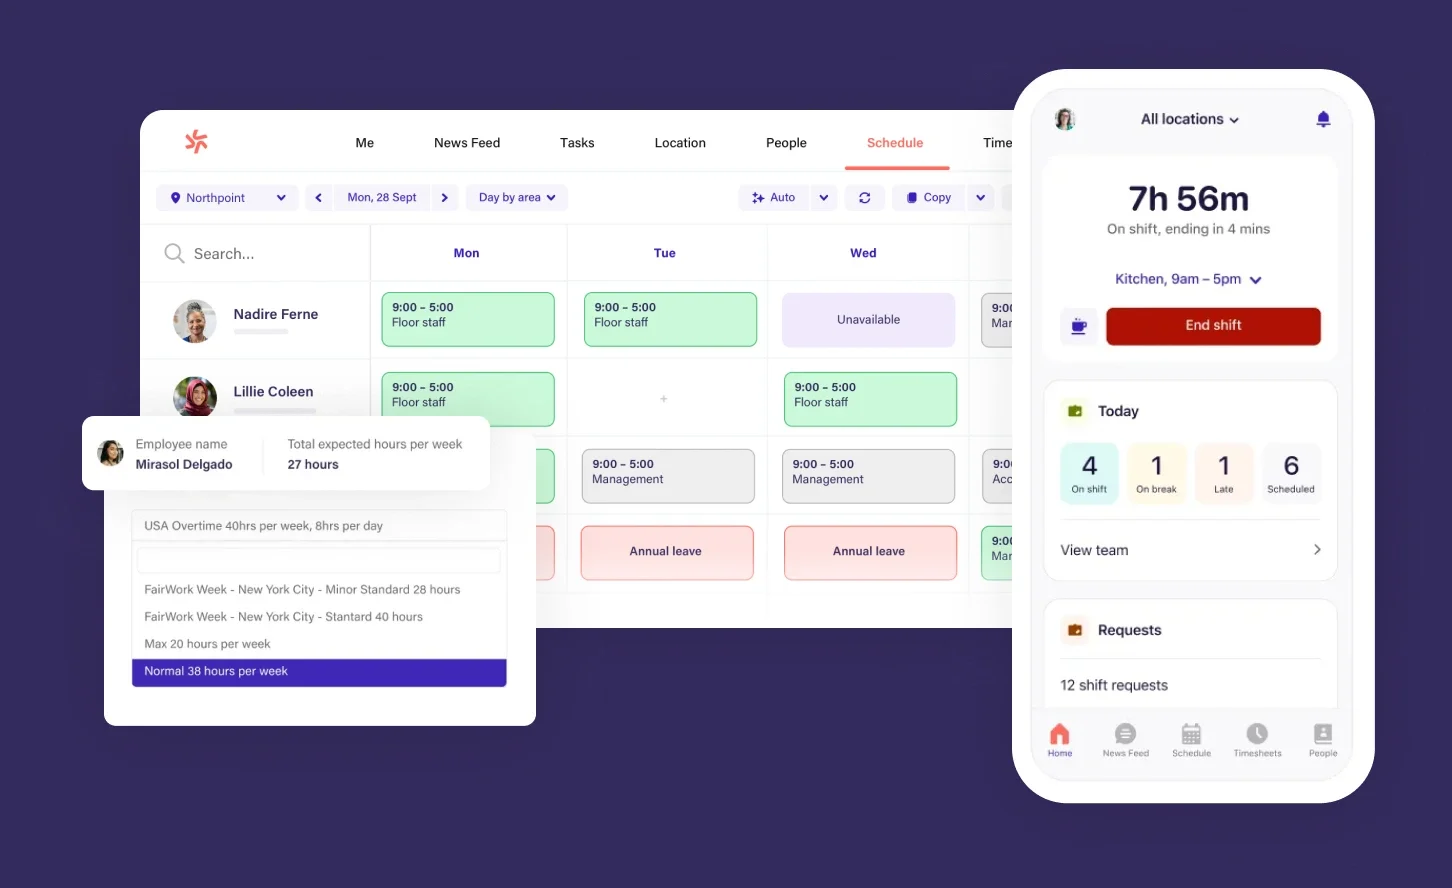 Me News Feed Tasks Location People Schedule Time
Northpoint Mon, 28 Sept Day by area Auto Copy
Search... Mon Tue Wed
Nadire Ferne
9:00 – 5:00
Floor staff
9:00 – 5:00
Floor staff
Unavailable
9:0
Mar
Lillie Coleen
9:00 – 5:00
Floor staff
+
9:00 – 5:00
Floor staff
9:00 – 5:00
Management
9:00 – 5:00
Management
9:0
Acc
Annual leave
Annual leave
9:0
Mar
Employee name
Mirasol Delgado
Total expected hours per week
27 hours
USA Overtime 40hrs per week, 8hrs per day
FairWork Week - New York City - Minor Standard 28 hours
FairWork Week - New York City - Stantard 40 hours
Max 20 hours per week
Normal 38 hours per week
All locations
7h 56m
On shift, ending in 4 mins
Kitchen, 9am – 5pm
End shift
Today
4 1 1 6
On shift On break Late Scheduled
View team
Requests
12 shift requests
Home News Feed Schedule Timesheets People